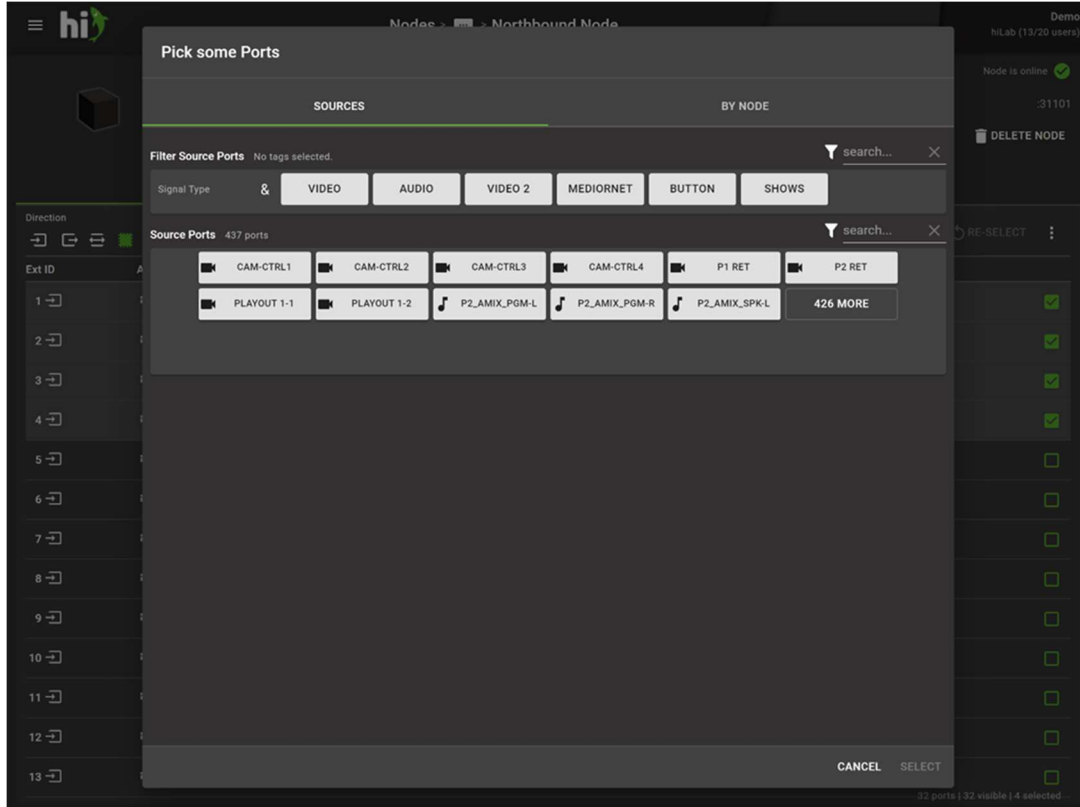 hi
Nodes > ... > Northbound Node
Demo
hiLab (13/20 users)
Node is online
:31101
DELETE NODE
Pick some Ports
SOURCES
BY NODE
Filter Source Ports No tags selected.
search...
Signal Type & VIDEO AUDIO VIDEO 2 MEDIORNET BUTTON SHOWS
Source Ports 437 ports
search...
CAM-CTRL1 CAM-CTRL2 CAM-CTRL3 CAM-CTRL4 P1 RET P2 RET
PLAYOUT 1-1 PLAYOUT 1-2 P2_AMIX_PGM-L P2_AMIX_PGM-R P2_AMIX_SPK-L 426 MORE
CANCEL SELECT
Direction
RE-SELECT
Ext ID A
1
2
3
4
5
6
7
8
9
10
11
12
13
32 ports | 32 visible | 4 selected